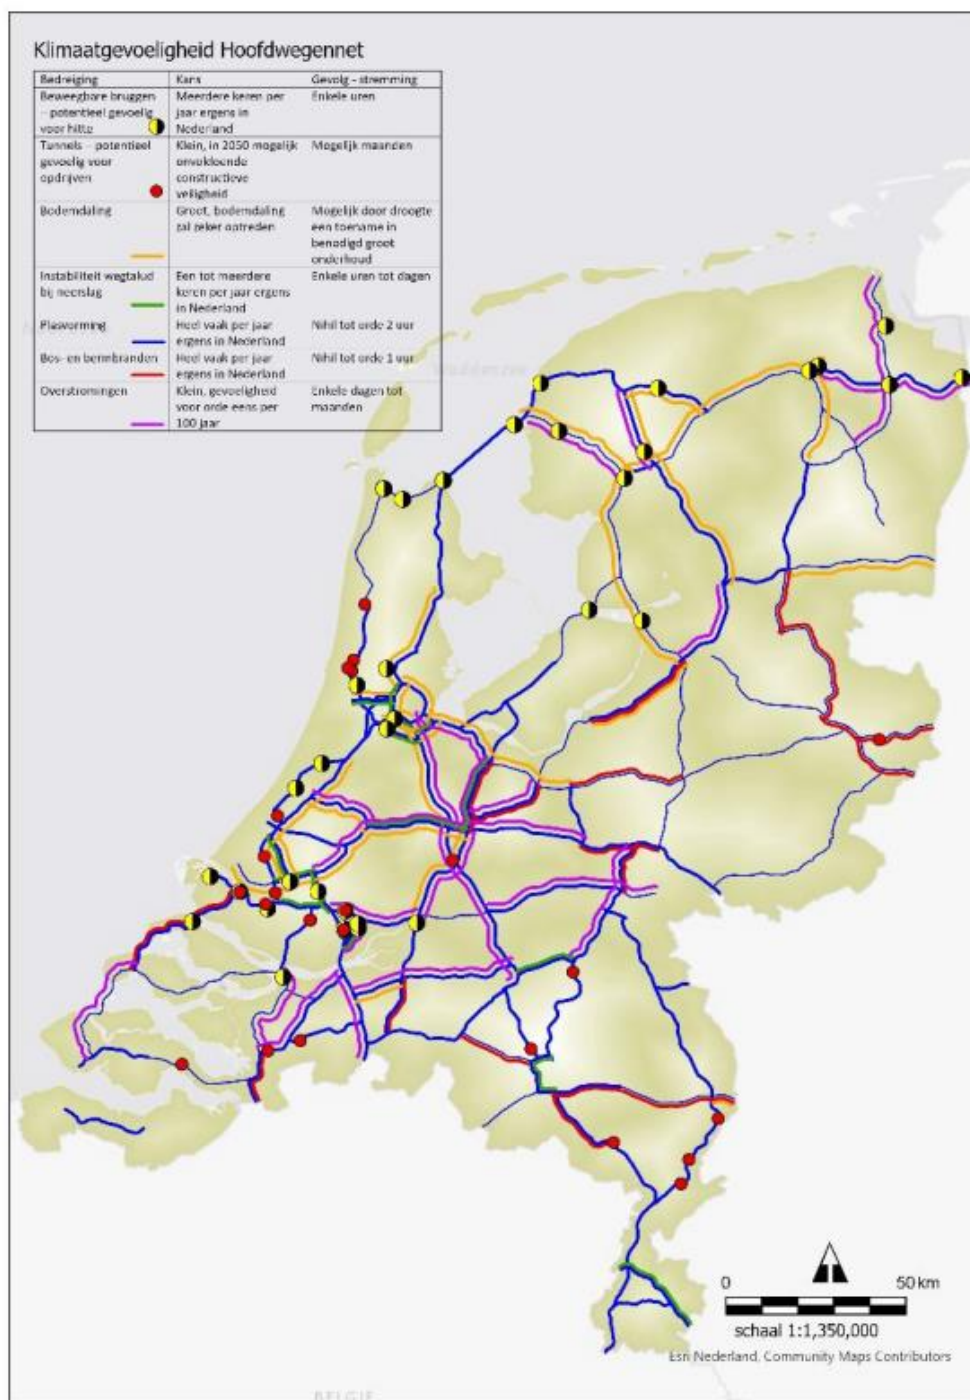 Klimaatgevoeligheid Hoofdwegennet
Bedreiging Kans Gevolg - stremming
Beweegbare bruggen Meerdere keren per Enkele uren
– potentieel gevoelig jaar ergens in
voor hitte Nederland
Tunnels – potentieel Klein, in 2050 mogelijk Mogelijk maanden
gevoelig voor onvoldoende
opdrijven constructieve
veiligheid
Bodemdaling Groot, bodemdaling Mogelijk door droogte
zal zeker optreden een toename in
benodigd groot
onderhoud
Instabiliteit wegtalud Een tot meerdere Enkele uren tot dagen
bij neerslag keren per jaar ergens
in Nederland
Plasvorming Heel vaak per jaar Nihil tot orde 2 uur
ergens in Nederland
Bos- en bermbranden Heel vaak per jaar Nihil tot orde 1 uur
ergens in Nederland
Overstromingen Klein, gevoeligheid Enkele dagen tot
voor orde eens per maanden
100 jaar
0 50 km
schaal 1:1,350,000
Esri Nederland, Community Maps Contributors
BELGIE